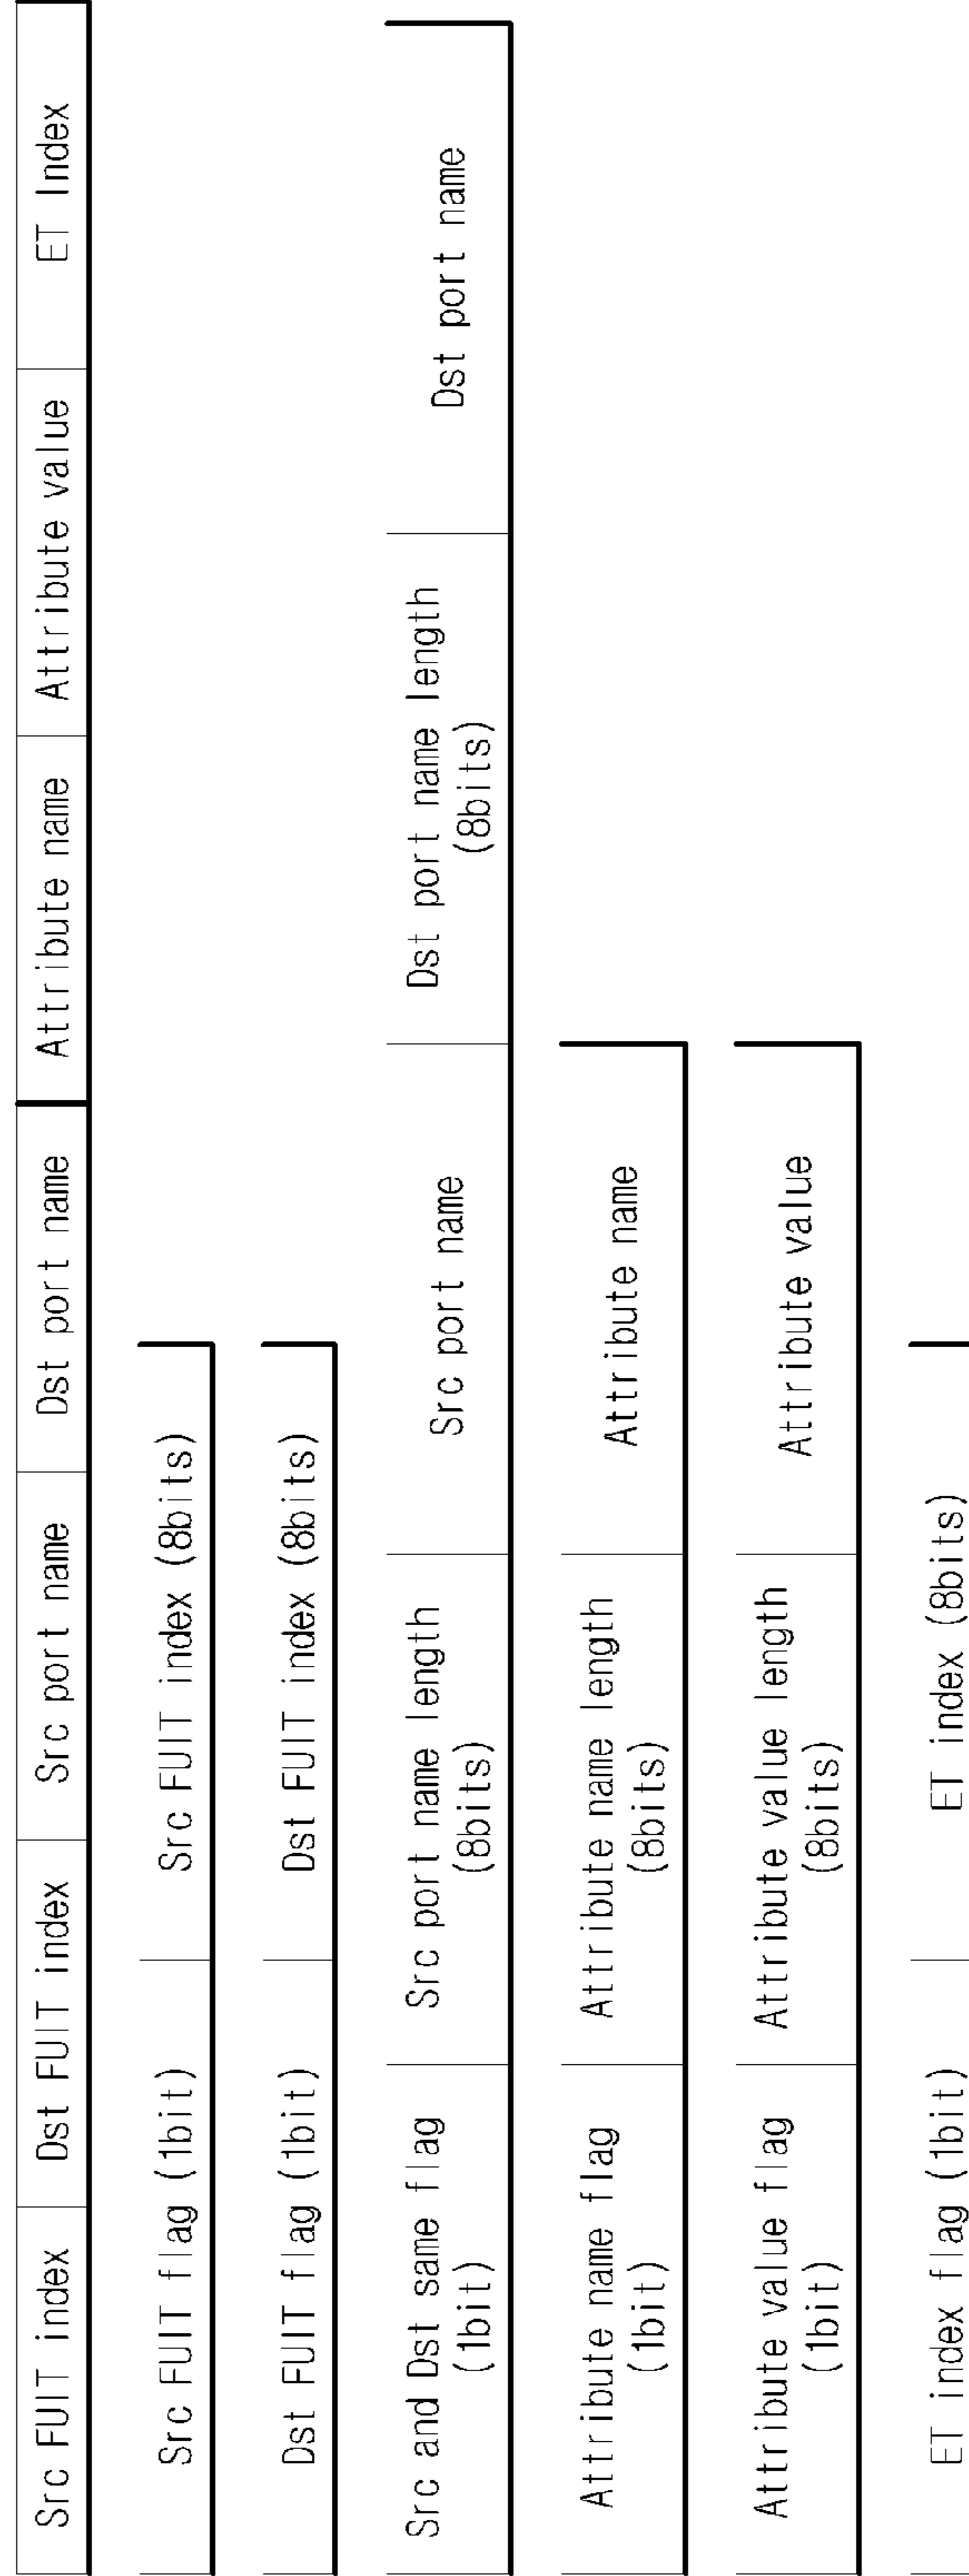 Src FUIT index
Dst FUIT index
Src port name
Dst port name
Attribute name
Attribute value
ET Index
Src FUIT flag (1bit)
Src FUIT index (8bits)
Dst FUIT flag (1bit)
Dst FUIT index (8bits)
Src and Dst same flag
(1bit)
Src port name length
(8bits)
Src port name
Dst port name length
(8bits)
Dst port name
Attribute name flag
(1bit)
Attribute name length
(8bits)
Attribute name
Attribute value flag
(1bit)
Attribute value length
(8bits)
Attribute value
ET index flag (1bit)
ET index (8bits)